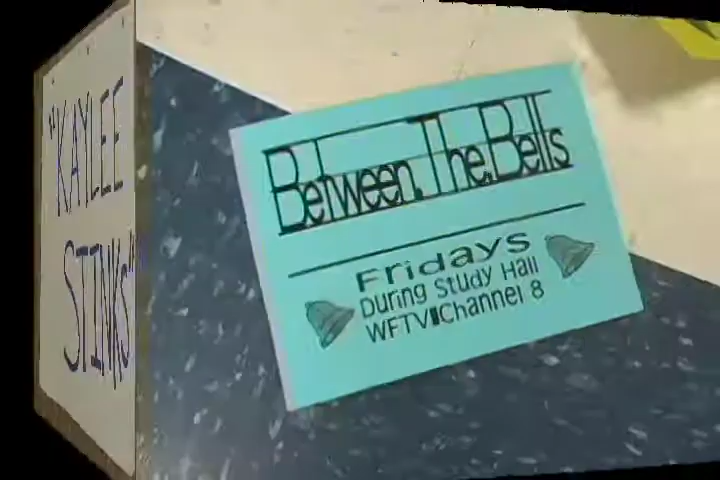 "KAYLEE
STINKS"
Between.The.Bells
Fridays
During Study Hall
WFTV Channel 8